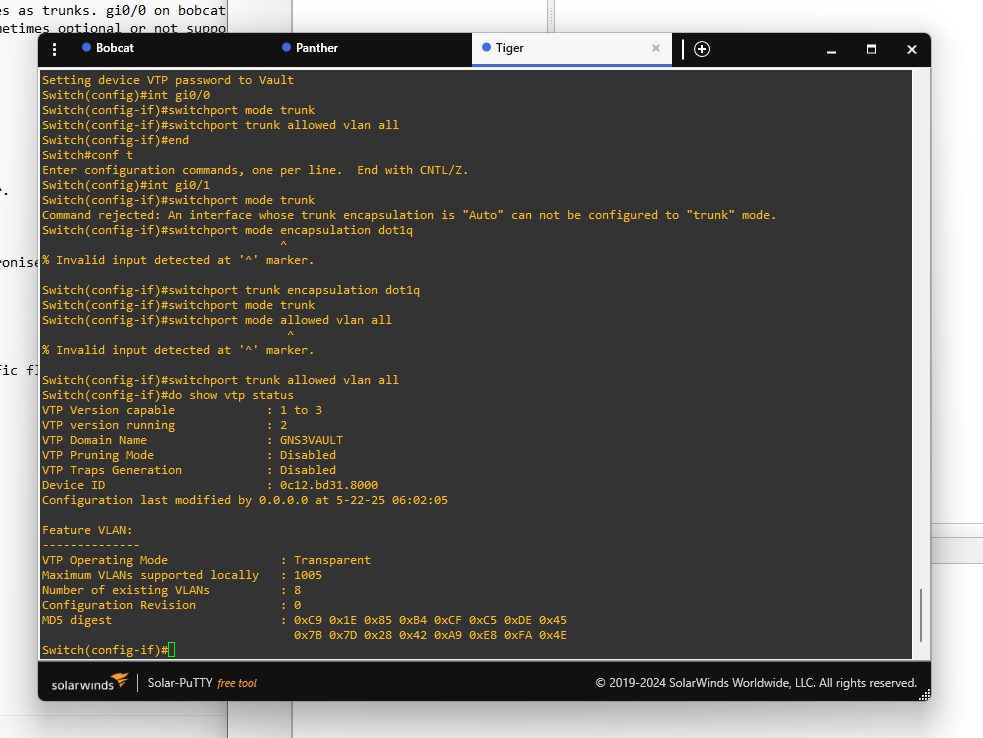 es as trunks. gi0/0 on bobcat
netimes optional or not suppo
Bobcat
Panther
Tiger
Setting device VTP password to Vault
Switch(config)#int gi0/0
Switch(config-if)#switchport mode trunk
Switch(config-if)#switchport trunk allowed vlan all
Switch(config-if)#end
Switch#conf t
Enter configuration commands, one per line.  End with CNTL/Z.
Switch(config)#int gi0/1
Switch(config-if)#switchport mode trunk
Command rejected: An interface whose trunk encapsulation is "Auto" can not be configured to "trunk" mode.
Switch(config-if)#switchport mode encapsulation dot1q
^
% Invalid input detected at '^' marker.
Switch(config-if)#switchport trunk encapsulation dot1q
Switch(config-if)#switchport mode trunk
Switch(config-if)#switchport mode allowed vlan all
^
% Invalid input detected at '^' marker.
Switch(config-if)#switchport trunk allowed vlan all
Switch(config-if)#do show vtp status
VTP Version capable             : 1 to 3
VTP version running             : 2
VTP Domain Name                 : GNS3VAULT
VTP Pruning Mode                : Disabled
VTP Traps Generation            : Disabled
Device ID                       : 0c12.bd31.8000
Configuration last modified by 0.0.0.0 at 5-22-25 06:02:05
Feature VLAN:
--------------
VTP Operating Mode                : Transparent
Maximum VLANs supported locally   : 1005
Number of existing VLANs          : 8
Configuration Revision            : 0
MD5 digest                        : 0xC9 0x1E 0x85 0xB4 0xCF 0xC5 0xDE 0x45
0x7B 0x7D 0x28 0x42 0xA9 0xE8 0xFA 0x4E
Switch(config-if)#
onise
fic fl
solarwinds
Solar-PuTTY free tool
© 2019-2024 SolarWinds Worldwide, LLC. All rights reserved.